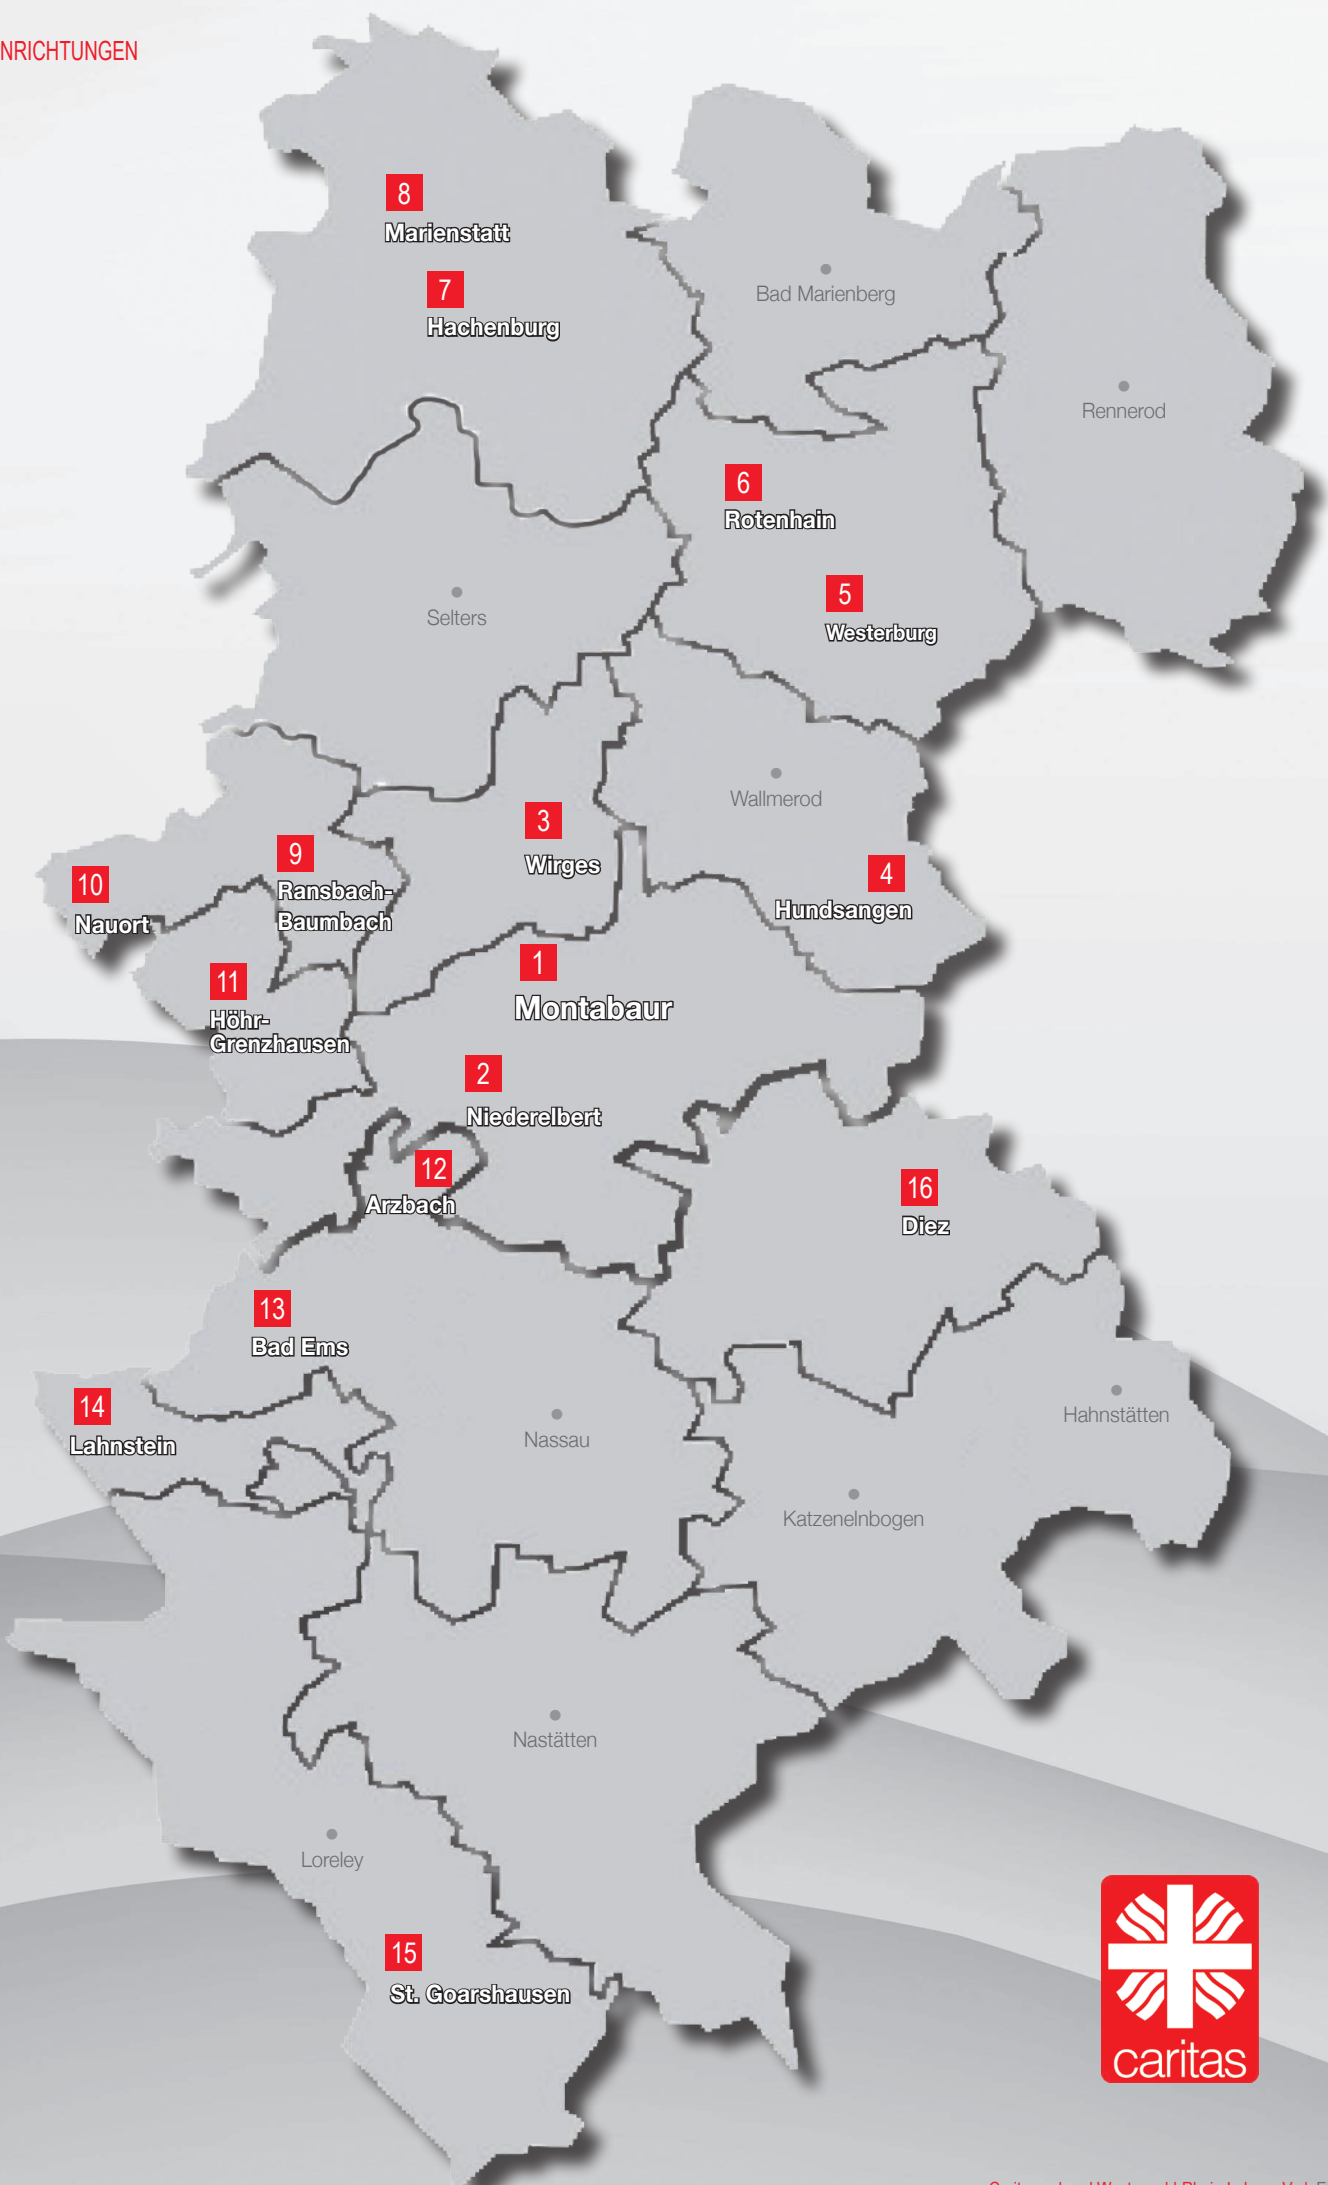 NRICHTUNGEN
8
Marienstatt
7
Hachenburg
Bad Marienberg
Rennerod
6
Rotenhain
5
Westerburg
Selters
Wallmerod
3
Wirges
4
Hundsangen
9
Ransbach-
Baumbach
10
Nauort
1
Montabaur
11
Höhr-
Grenzhausen
2
Niederelbert
12
Arzbach
16
Diez
13
Bad Ems
14
Lahnstein
Nassau
Hahnstätten
Katzenelnbogen
Nastätten
Loreley
15
St. Goarshausen
caritas